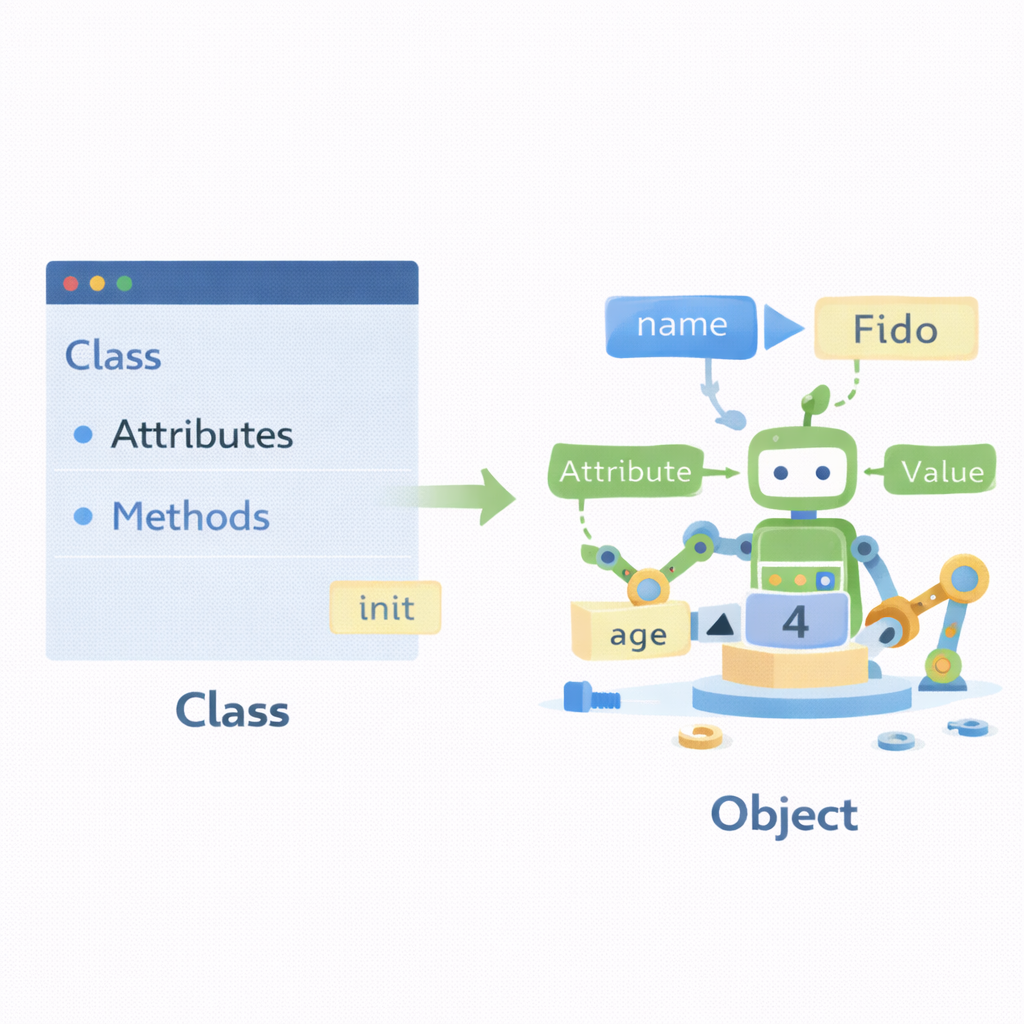 Class
Attributes
Methods
init
Class
name
Fido
Attribute
Value
age
4
Object